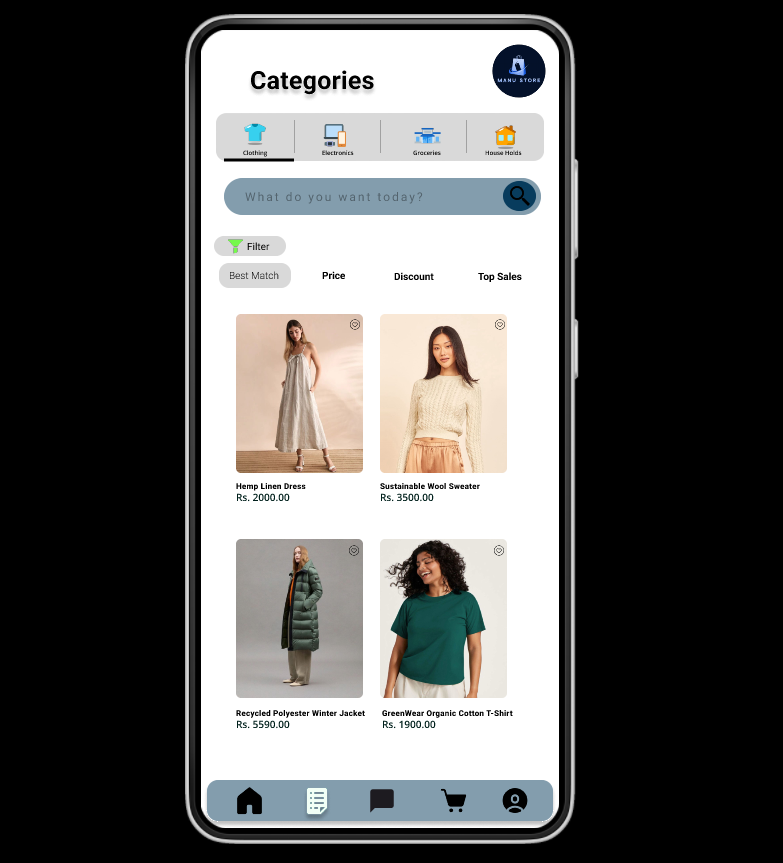 Categories
MANU STORE
Clothing
Electronics
Groceries
House Holds
What do you want today?
Filter
Best Match
Price
Discount
Top Sales
Hemp Linen Dress
Rs. 2000.00
Sustainable Wool Sweater
Rs. 3500.00
Recycled Polyester Winter Jacket
Rs. 5590.00
GreenWear Organic Cotton T-Shirt
Rs. 1900.00